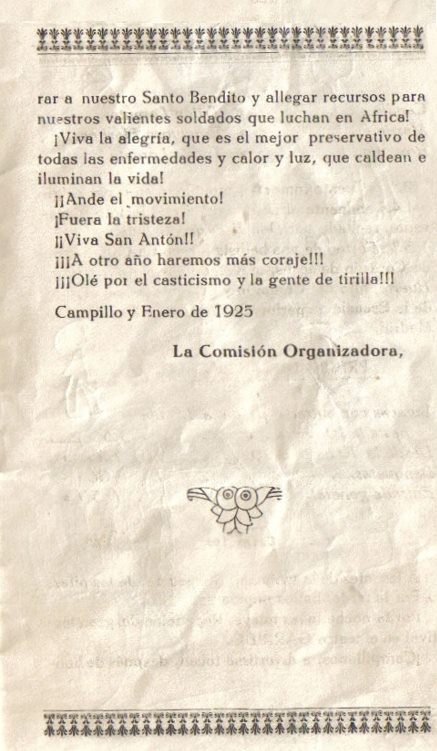 rar a nuestro Santo Bendito y allegar recursos para
nuestros valientes soldados que luchan en Africa!
¡Viva la alegría, que es el mejor preservativo de
todas las enfermedades y calor y luz, que caldean e
iluminan la vida!
¡¡Ande el movimiento!
¡Fuera la tristeza!
¡¡Viva San Antón!!
¡¡¡A otro año haremos más coraje!!!
¡¡¡Olé por el casticismo y la gente de tirilla!!!
Campillo y Enero de 1925
La Comisión Organizadora,